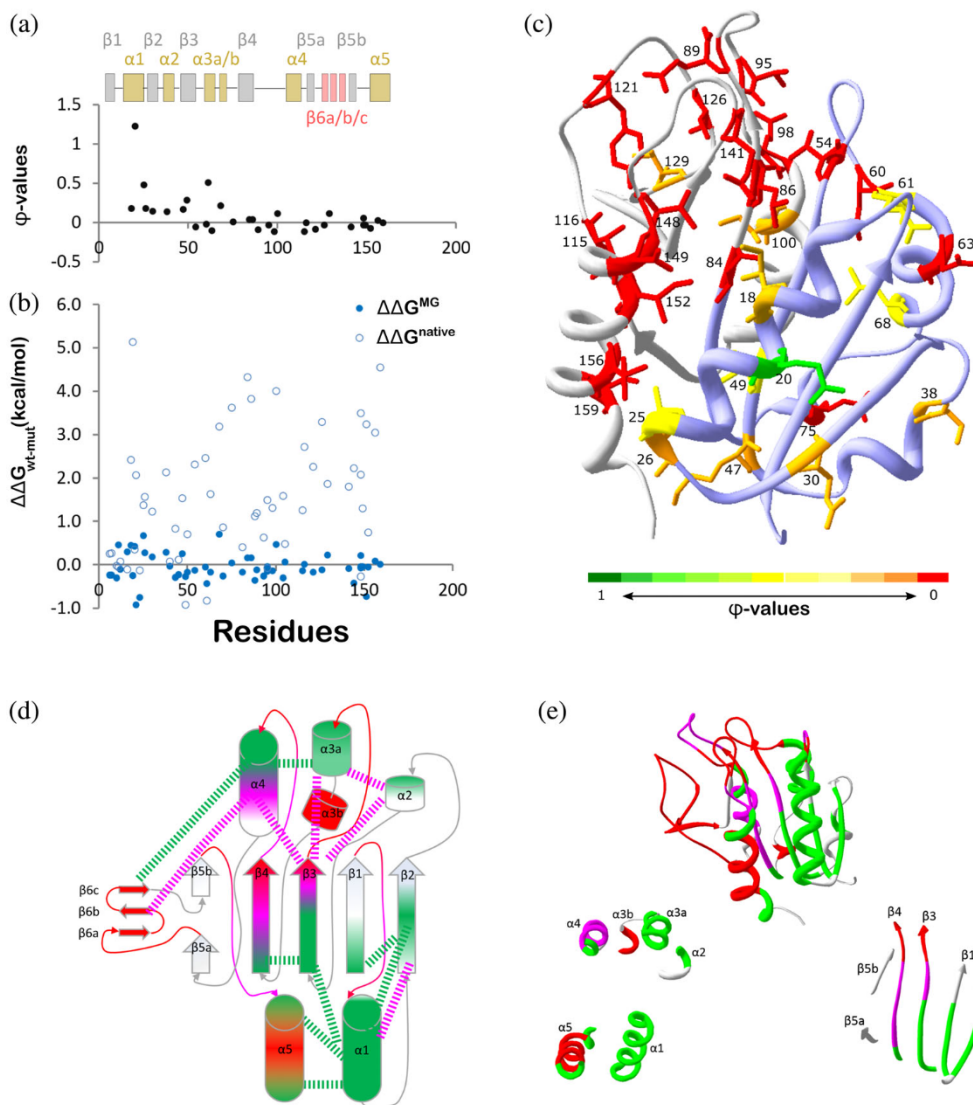 (a)
β1 β2 β3 β4 β5a β5b
α1 α2 α3a/b α4 α5
β6a/b/c
φ-values
1.5
1
0.5
0
-0.5
0 50 100 150 200
(b)
ΔΔG wt-mut (kcal/mol)
6.0
5.0
4.0
3.0
2.0
1.0
0.0
-1.0
ΔΔG^MG
ΔΔG^native
0 50 100 150 200
Residues
(c)
89
95
121
126
98
54
141
129
60
61
86
116
148
100
63
115
149
84
152
18
68
156
49
20
38
159
25
75
26
47
30
1 0
φ-values
(d)
α3a
α4
α2
α3b
β5b
β4
β3
β1
β2
β6c
β6b
β6a
β5a
α5
α1
(e)
α4
α3b
α3a
α2
β4
β3
β1
β5b
β5a
α5
α1